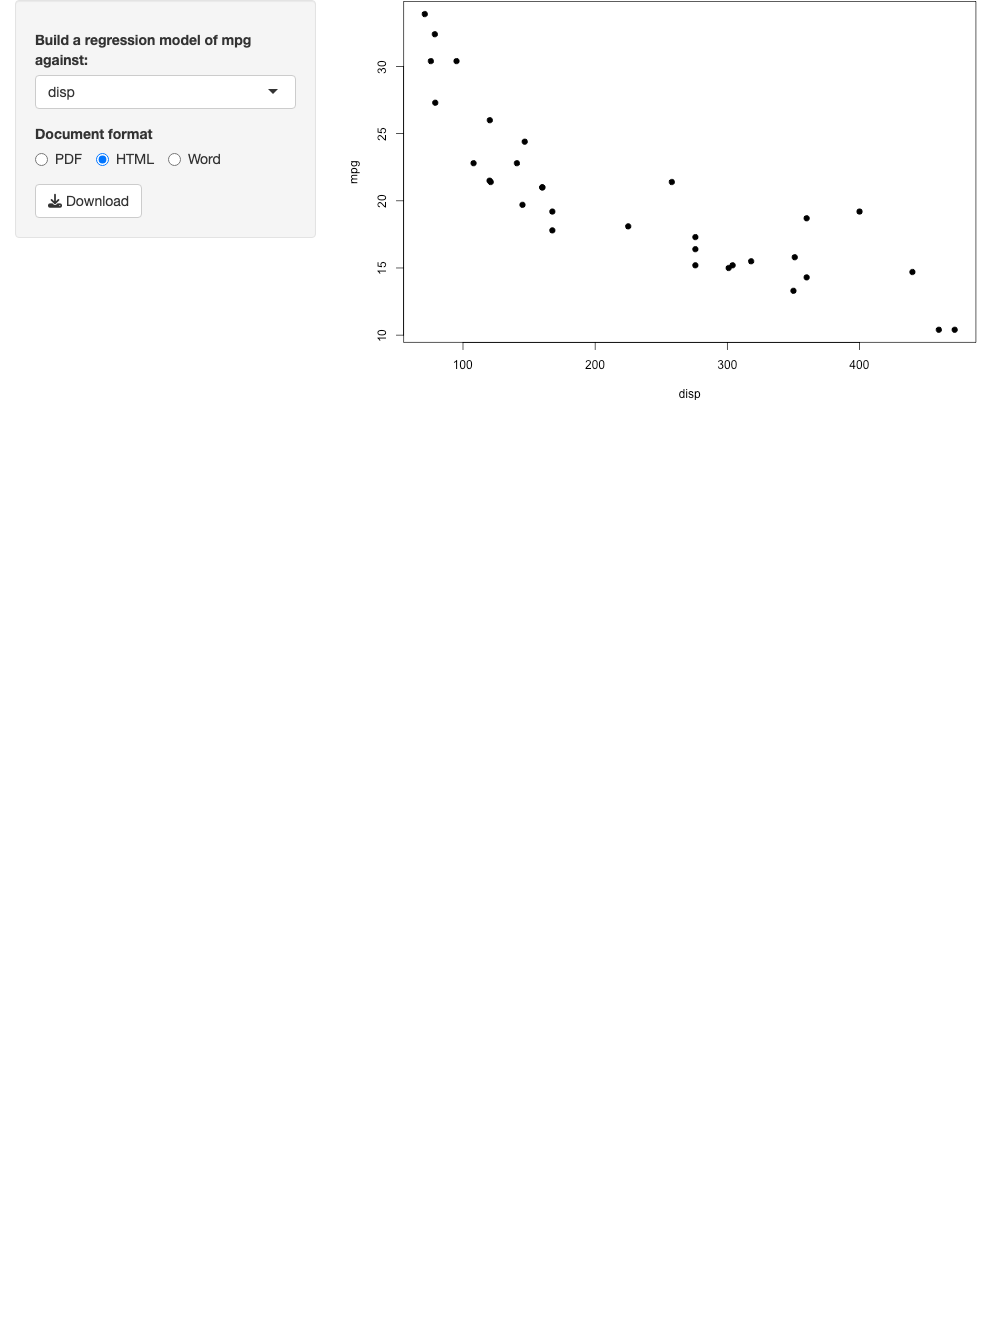 Build a regression model of mpg
against:
disp
Document format
PDF HTML Word
Download
mpg
30
25
20
15
10
100 200 300 400
disp